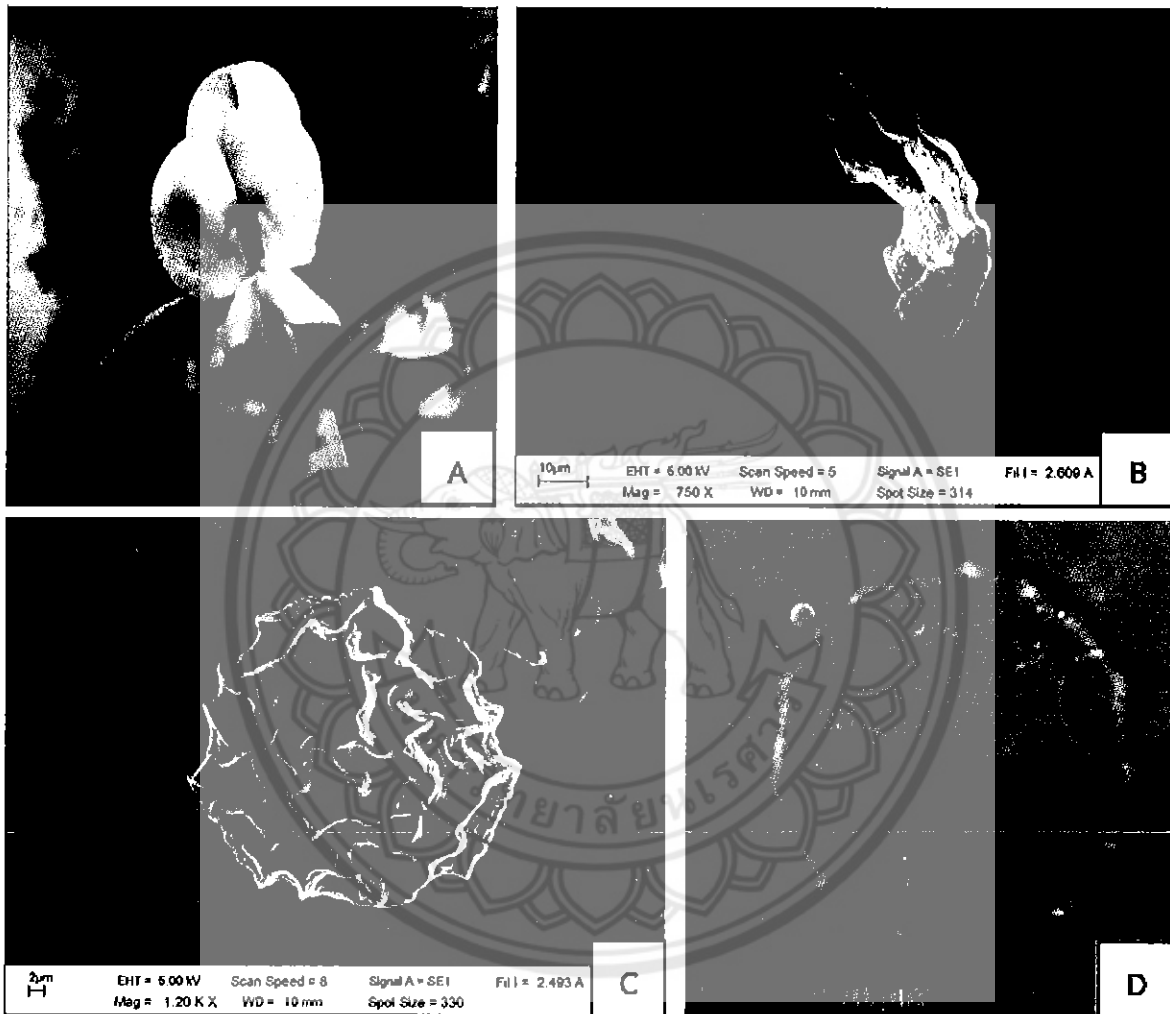 A
B
10µm EHT = 5.00 kV Scan Speed = 5 Signal A = SE1 Fil I = 2.609 A
Mag = 750 X WD = 10 mm Spot Size = 314
C
2µm EHT = 5.00 kV Scan Speed = 8 Signal A = SE1 Fil I = 2.493 A
Mag = 1.20 K X WD = 10 mm Spot Size = 330
D